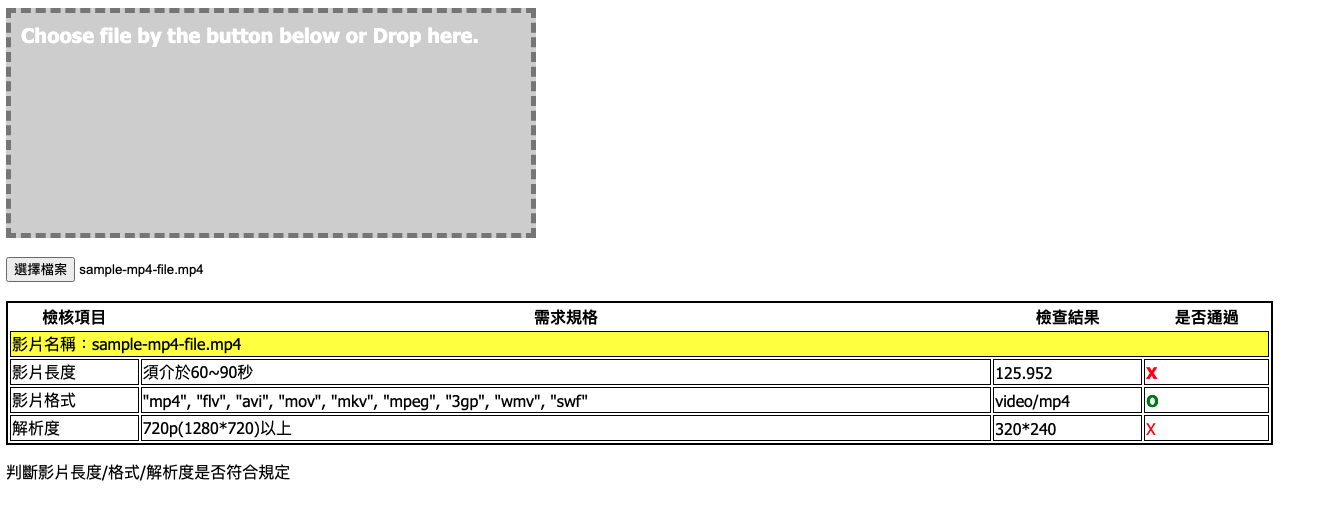 Choose file by the button below or Drop here.
選擇檔案 sample-mp4-file.mp4
檢核項目 需求規格 檢查結果 是否通過
影片名稱：sample-mp4-file.mp4
影片長度 須介於60~90秒 125.952 X
影片格式 "mp4", "flv", "avi", "mov", "mkv", "mpeg", "3gp", "wmv", "swf" video/mp4 O
解析度 720p(1280*720)以上 320*240 X
判斷影片長度/格式/解析度是否符合規定